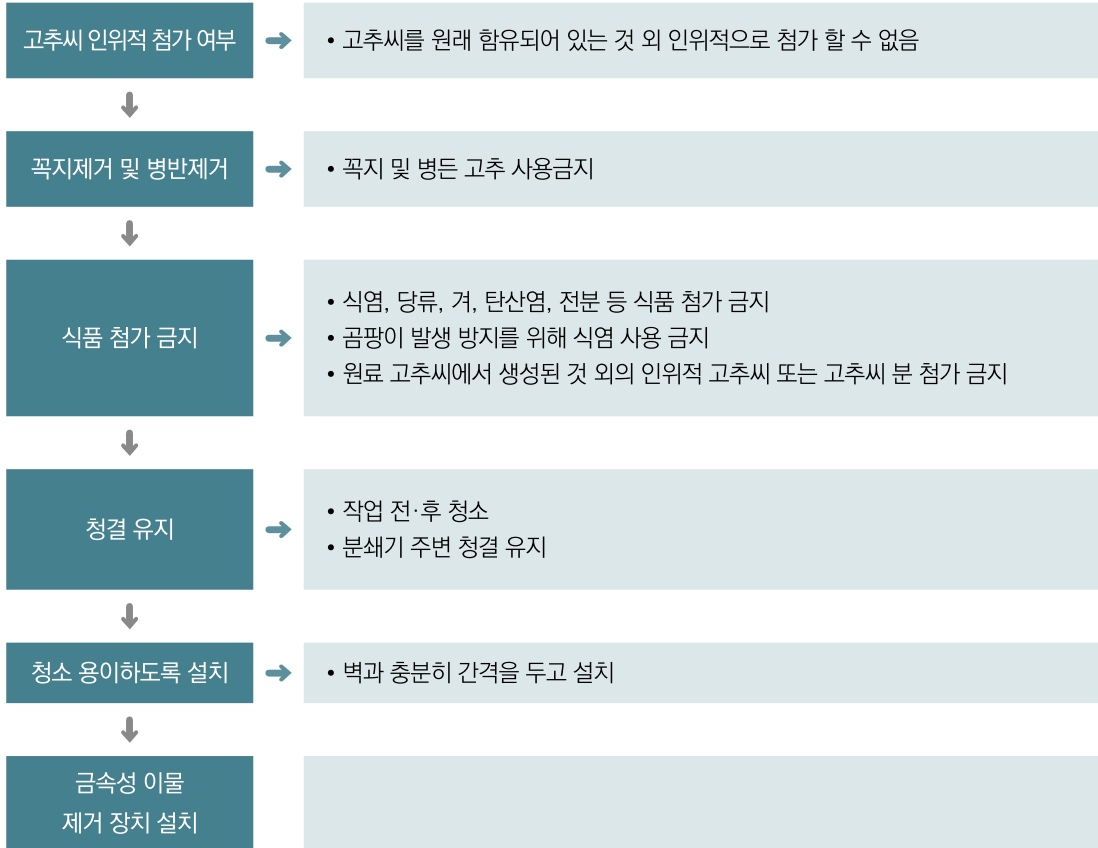 고추씨 인위적 첨가 여부
• 고추씨를 원래 함유되어 있는 것 외 인위적으로 첨가 할 수 없음
꼭지제거 및 병반제거
• 꼭지 및 병든 고추 사용금지
식품 첨가 금지
• 식염, 당류, 겨, 탄산염, 전분 등 식품 첨가 금지
• 곰팡이 발생 방지를 위해 식염 사용 금지
• 원료 고추씨에서 생성된 것 외의 인위적 고추씨 또는 고추씨 분 첨가 금지
청결 유지
• 작업 전·후 청소
• 분쇄기 주변 청결 유지
청소 용이하도록 설치
• 벽과 충분히 간격을 두고 설치
금속성 이물
제거 장치 설치